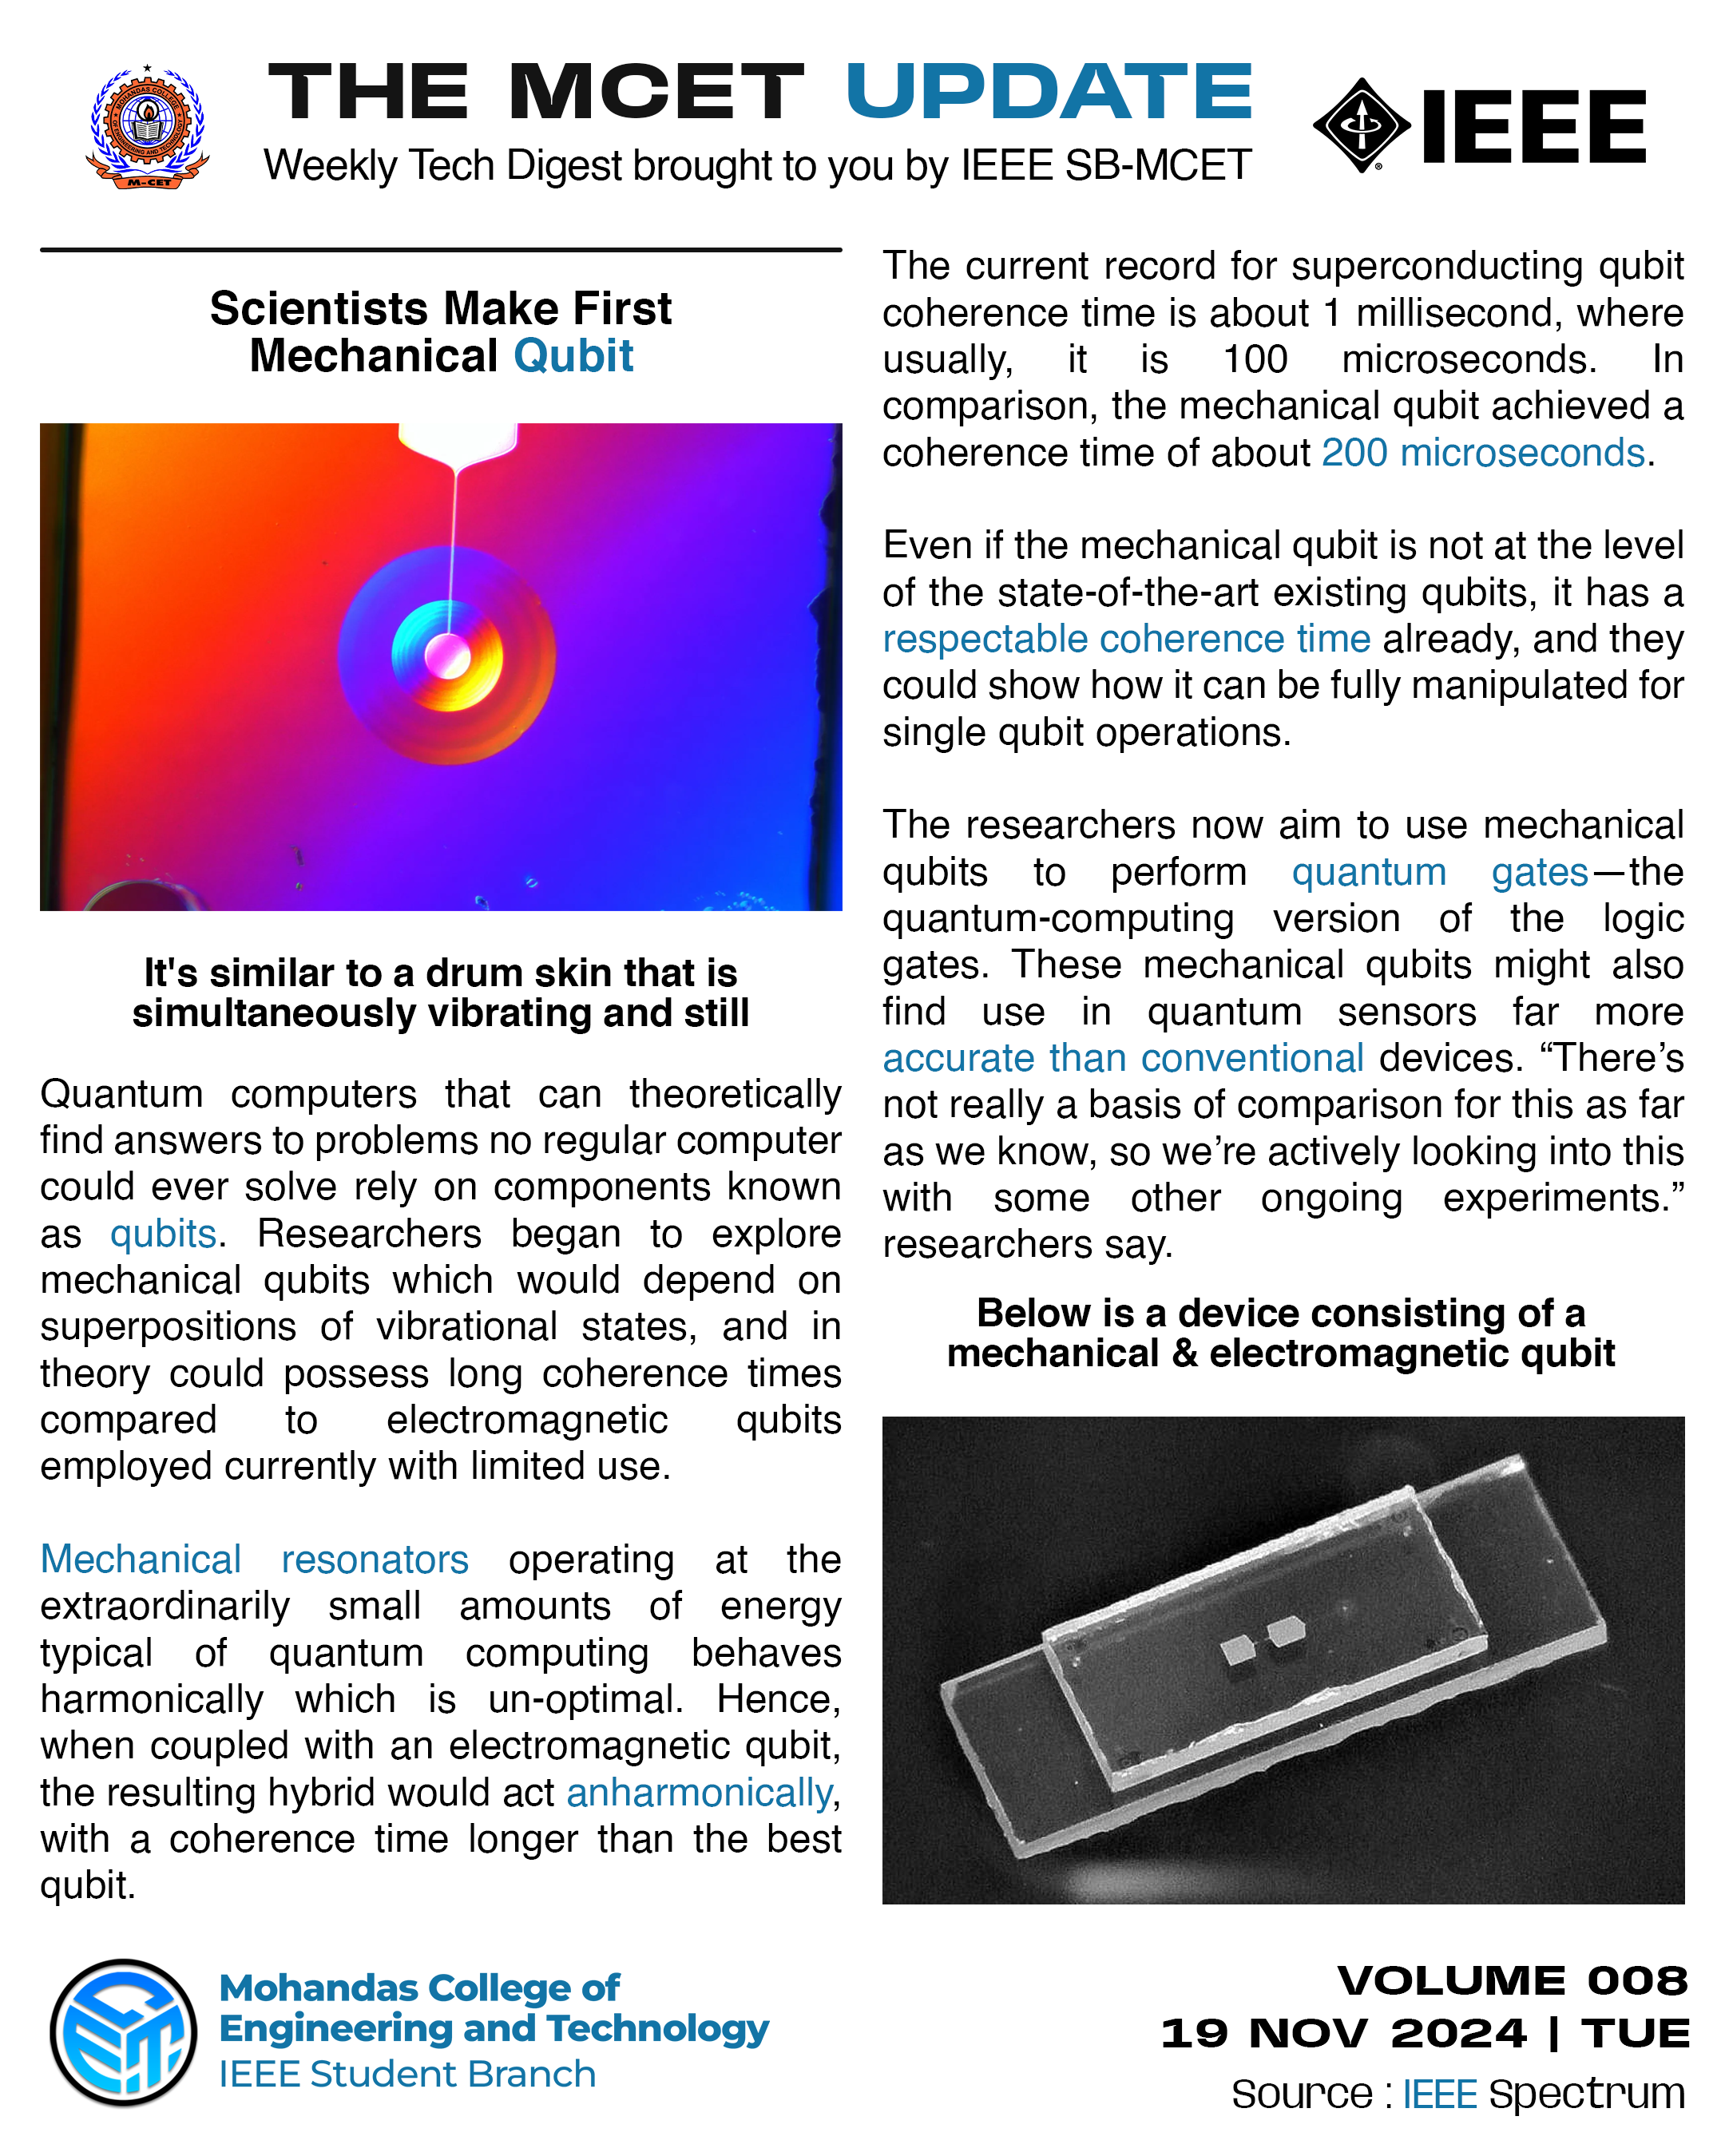 THE MCET UPDATE
Weekly Tech Digest brought to you by IEEE SB-MCET
MOHANDAS COLLEGE
OF ENGINEERING AND TECHNOLOGY
M-CET
IEEE
®
Scientists Make First
Mechanical Qubit
It's similar to a drum skin that is
simultaneously vibrating and still
Quantum computers that can theoretically
find answers to problems no regular computer
could ever solve rely on components known
as qubits. Researchers began to explore
mechanical qubits which would depend on
superpositions of vibrational states, and in
theory could possess long coherence times
compared to electromagnetic qubits
employed currently with limited use.
Mechanical resonators operating at the
extraordinarily small amounts of energy
typical of quantum computing behaves
harmonically which is un-optimal. Hence,
when coupled with an electromagnetic qubit,
the resulting hybrid would act anharmonically,
with a coherence time longer than the best
qubit.
The current record for superconducting qubit
coherence time is about 1 millisecond, where
usually, it is 100 microseconds. In
comparison, the mechanical qubit achieved a
coherence time of about 200 microseconds.
Even if the mechanical qubit is not at the level
of the state-of-the-art existing qubits, it has a
respectable coherence time already, and they
could show how it can be fully manipulated for
single qubit operations.
The researchers now aim to use mechanical
qubits to perform quantum gates—the
quantum-computing version of the logic
gates. These mechanical qubits might also
find use in quantum sensors far more
accurate than conventional devices. “There’s
not really a basis of comparison for this as far
as we know, so we’re actively looking into this
with some other ongoing experiments.”
researchers say.
Below is a device consisting of a
mechanical & electromagnetic qubit
Mohandas College of
Engineering and Technology
IEEE Student Branch
VOLUME 008
19 NOV 2024 | TUE
Source : IEEE Spectrum